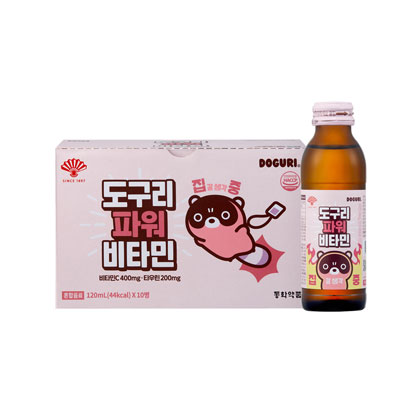 SINCE 1897
DOGURI
HACCP
집 중
도구리
파워
비타민
비타민C 400mg·타우린 200mg
혼합음료 120mL(44kcal) X 10병
동화약품
DOGURI
도구리
파워
비타민
집 중